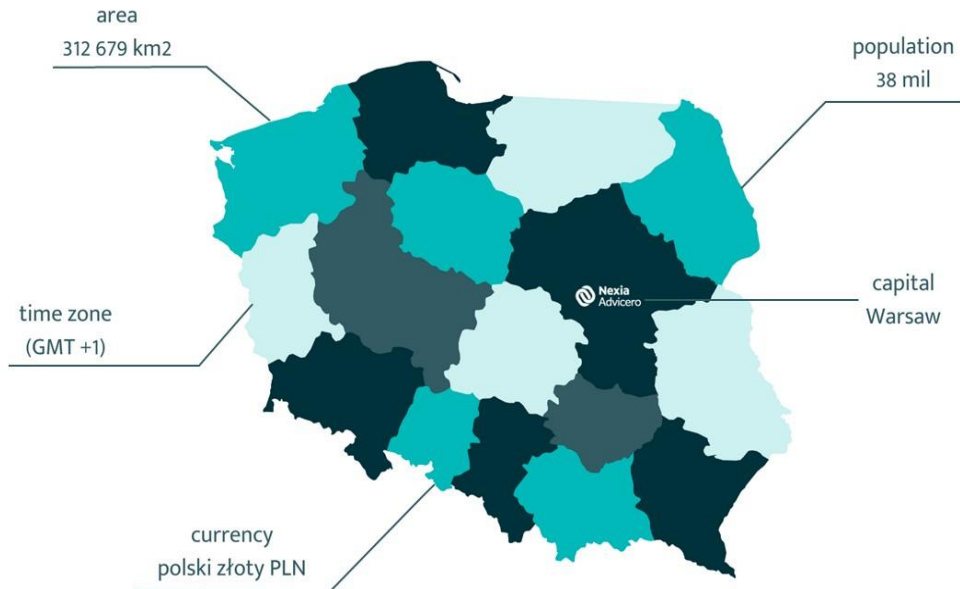 area
312 679 km2
population
38 mil
Nexia
Advicero
capital
Warsaw
time zone
(GMT +1)
currency
polski złoty PLN